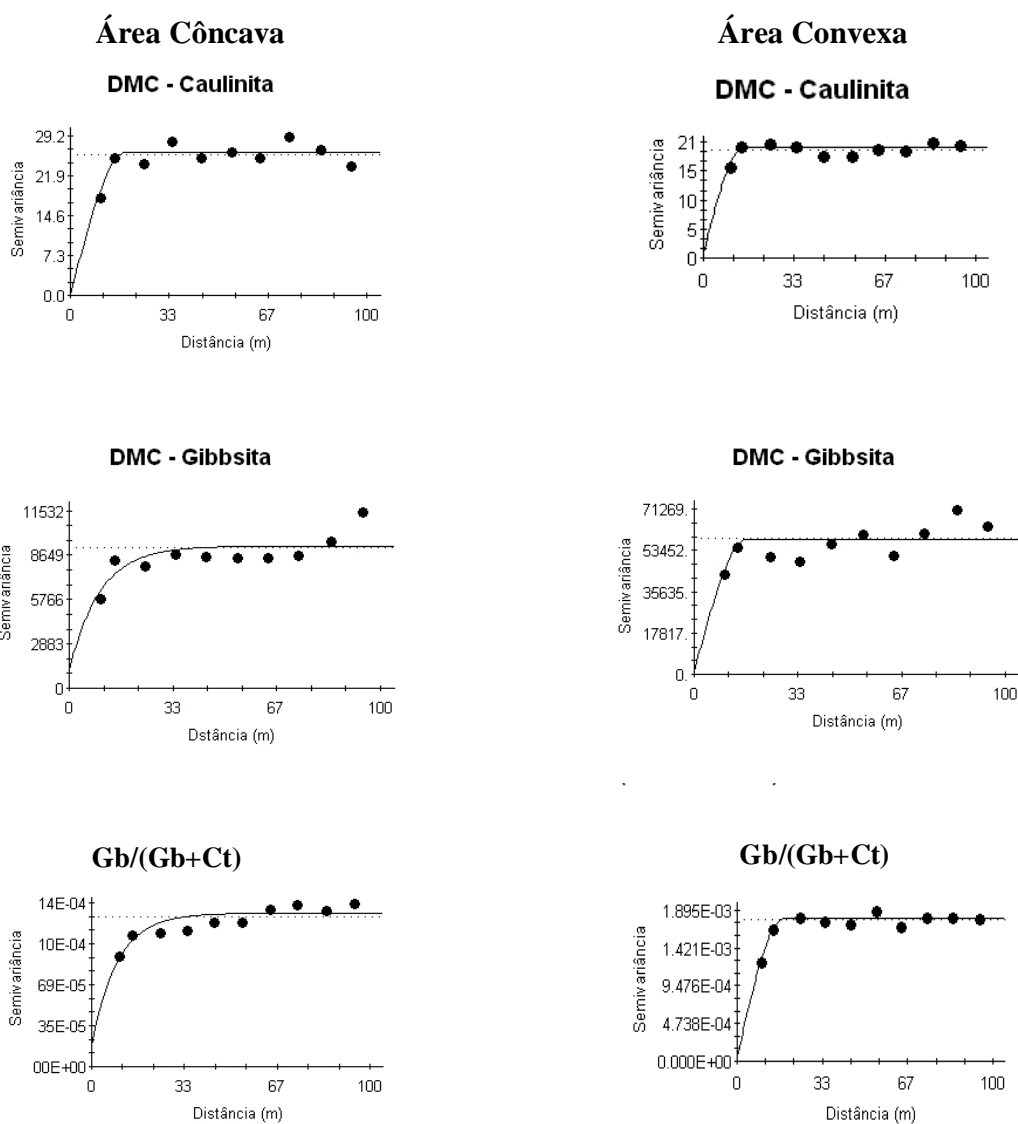 Área Côncava
Área Convexa
DMC - Caulinita
29.2
21.9
14.6
7.3
0.0
Semivariância
0 33 67 100
Distância (m)
DMC - Caulinita
21
15
10
5
0
Semivariância
0 33 67 100
Distância (m)
DMC - Gibbsita
11532
8649
5766
2883
0
Semivariância
0 33 67 100
Dstância (m)
DMC - Gibbsita
71269.
53452.
35635.
17817.
0.
Semivariância
0 33 67 100
Distância (m)
Gb/(Gb+Ct)
14E-04
10E-04
69E-05
35E-05
00E+00
Semivariância
0 33 67 100
Distância (m)
Gb/(Gb+Ct)
1.895E-03
1.421E-03
9.476E-04
4.738E-04
0.000E+00
Semivariância
0 33 67 100
Distância (m)